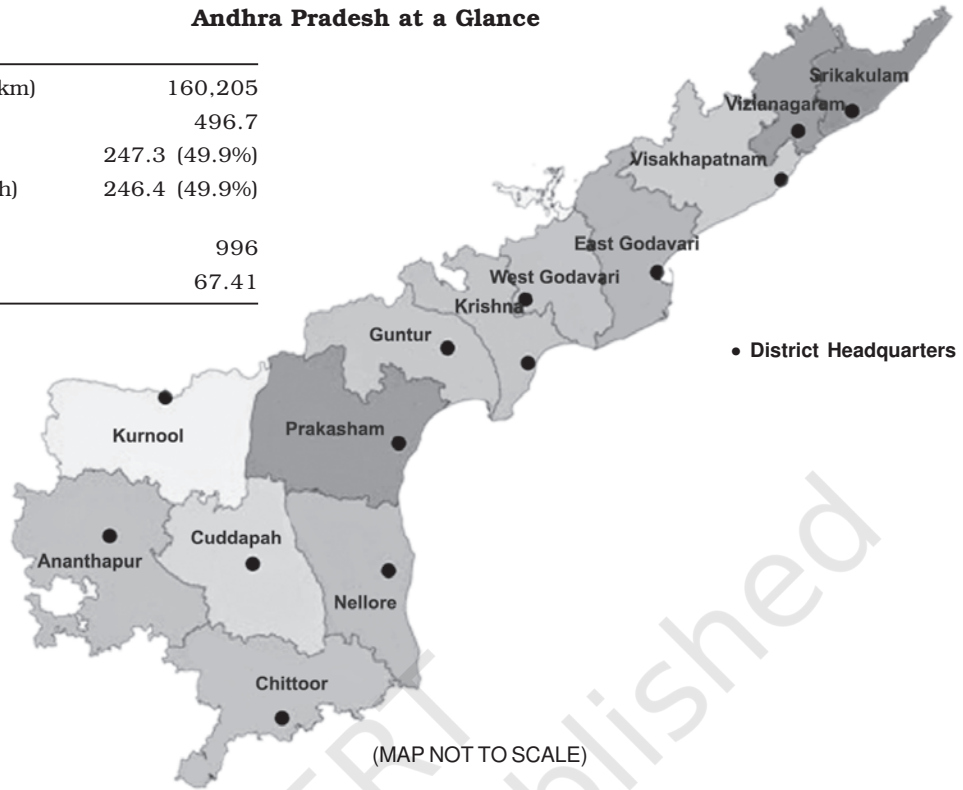 Andhra Pradesh at a Glance
km) 160,205
496.7
247.3 (49.9%)
h) 246.4 (49.9%)
996
67.41
Srikakulam
Vizianagaram
Visakhapatnam
East Godavari
West Godavari
Krishna
Guntur
• District Headquarters
Prakasham
Kurnool
Cuddapah
Ananthapur
Nellore
Chittoor
(MAP NOT TO SCALE)
ERT
blished